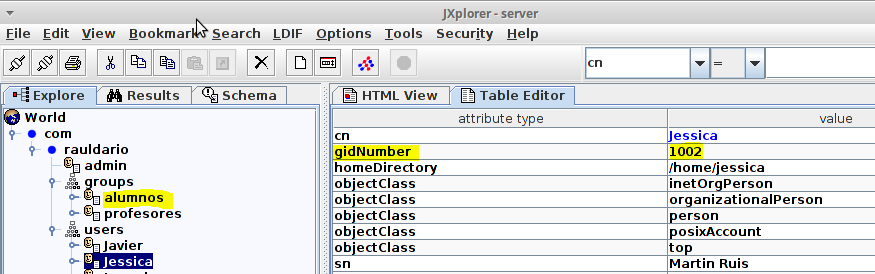 JXplorer - server
File Edit View Bookmark Search LDIF Options Tools Security Help
cn =
Explore Results Schema HTML View Table Editor
World
com
rauldario
admin
groups
alumnos
profesores
users
Javier
Jessica
attribute type value
cn Jessica
gidNumber 1002
homeDirectory /home/jessica
objectClass inetOrgPerson
objectClass organizationalPerson
objectClass person
objectClass posixAccount
objectClass top
sn Martin Ruis